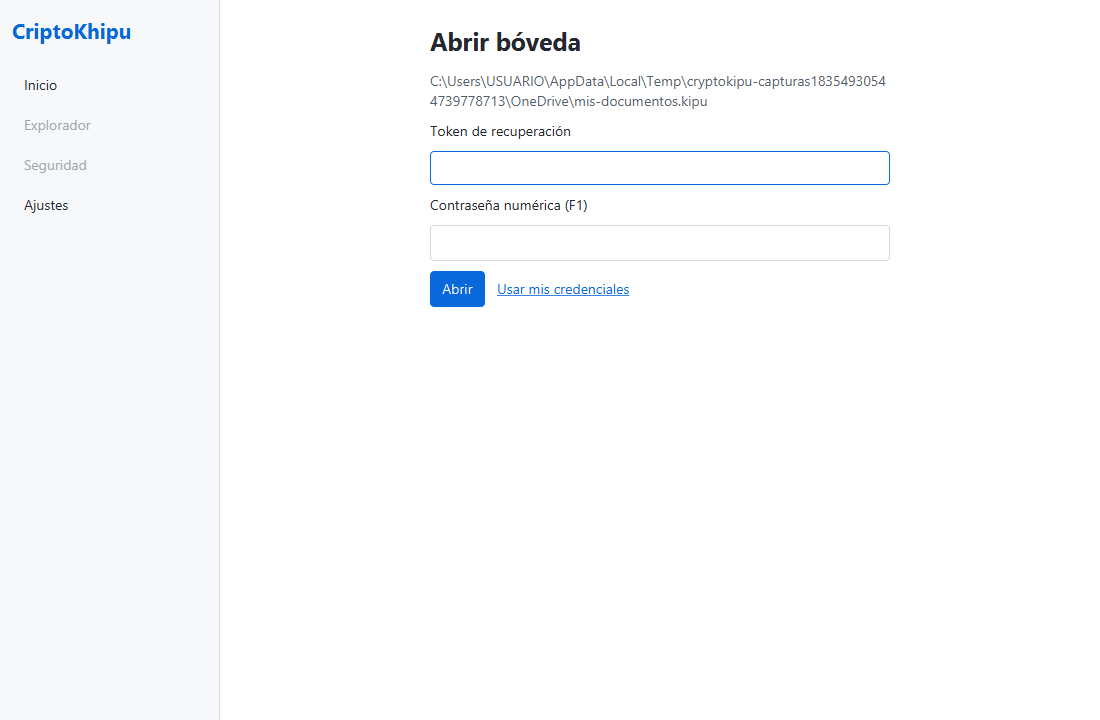 CriptoKhipu
Inicio
Explorador
Seguridad
Ajustes
Abrir bóveda
C:\Users\USUARIO\AppData\Local\Temp\cryptokipu-capturas1835493054
4739778713\OneDrive\mis-documentos.kipu
Token de recuperación
Contraseña numérica (F1)
Abrir
Usar mis credenciales